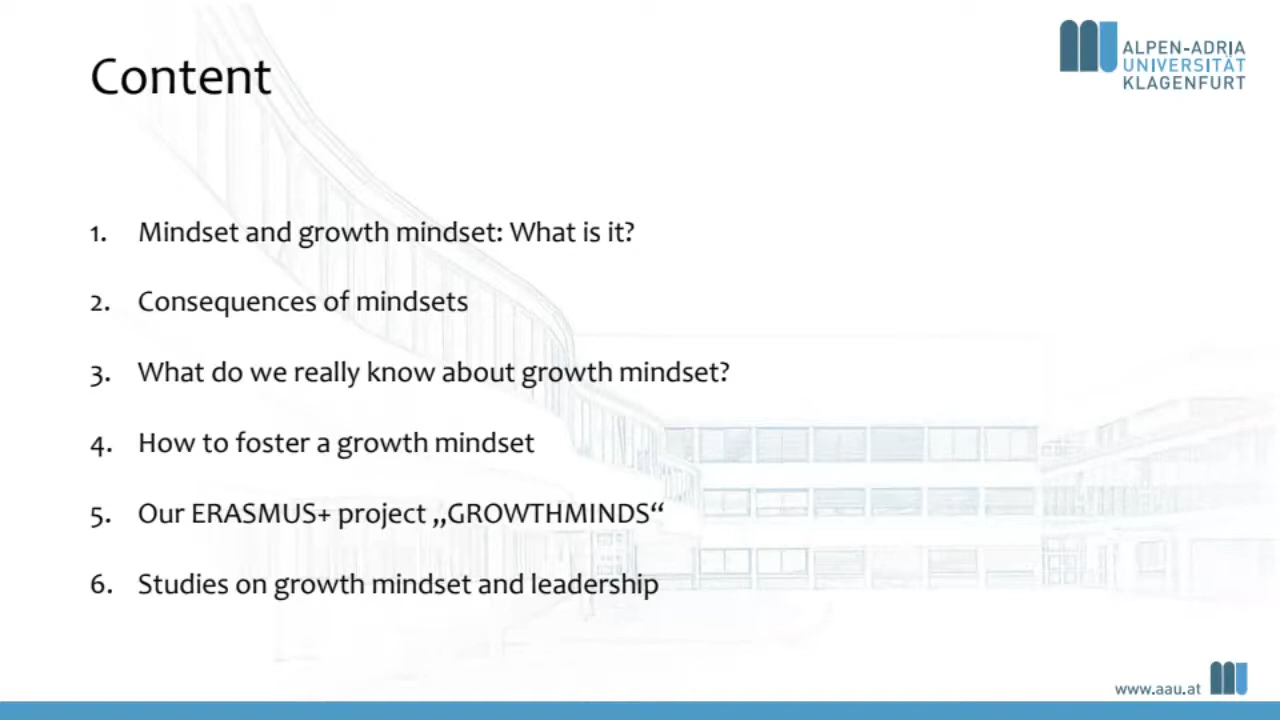 Content
ALPEN-ADRIA
UNIVERSITÄT
KLAGENFURT
1. Mindset and growth mindset: What is it?
2. Consequences of mindsets
3. What do we really know about growth mindset?
4. How to foster a growth mindset
5. Our ERASMUS+ project „GROWTHMINDS“
6. Studies on growth mindset and leadership
www.aau.at